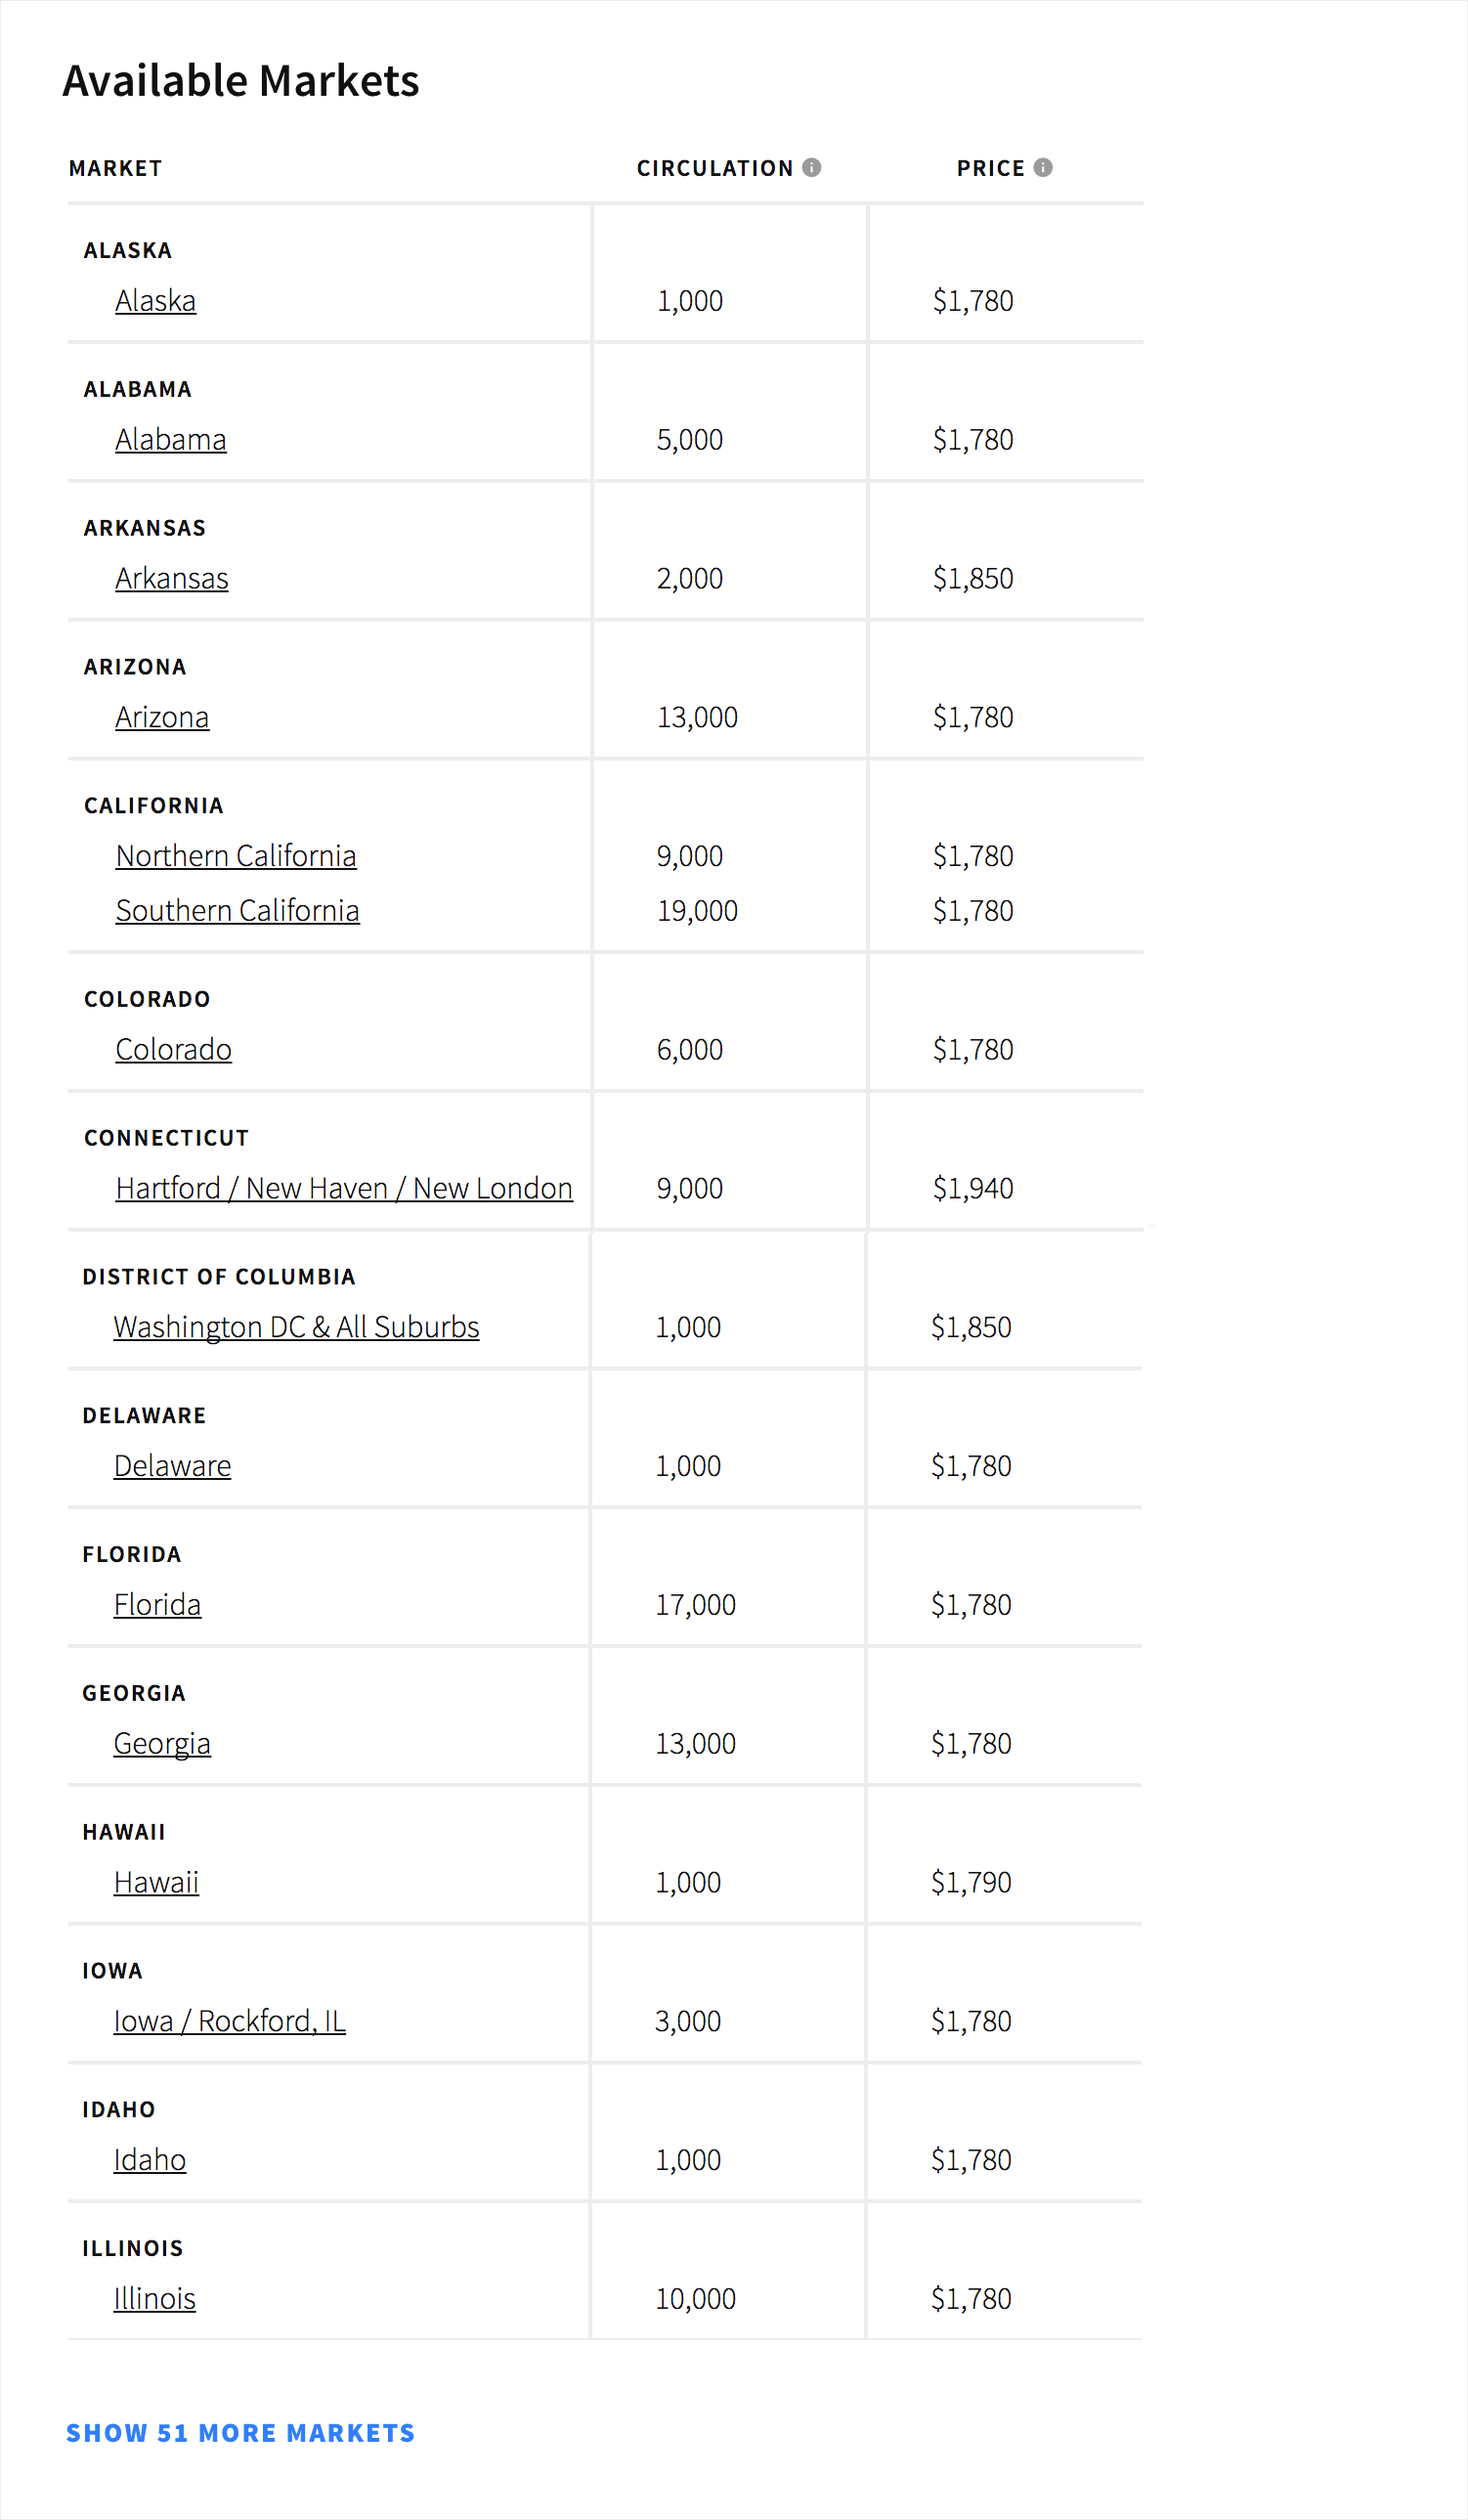 Available Markets
MARKET CIRCULATION PRICE
ALASKA
Alaska 1,000 $1,780
ALABAMA
Alabama 5,000 $1,780
ARKANSAS
Arkansas 2,000 $1,850
ARIZONA
Arizona 13,000 $1,780
CALIFORNIA
Northern California 9,000 $1,780
Southern California 19,000 $1,780
COLORADO
Colorado 6,000 $1,780
CONNECTICUT
Hartford / New Haven / New London 9,000 $1,940
DISTRICT OF COLUMBIA
Washington DC & All Suburbs 1,000 $1,850
DELAWARE
Delaware 1,000 $1,780
FLORIDA
Florida 17,000 $1,780
GEORGIA
Georgia 13,000 $1,780
HAWAII
Hawaii 1,000 $1,790
IOWA
Iowa / Rockford, IL 3,000 $1,780
IDAHO
Idaho 1,000 $1,780
ILLINOIS
Illinois 10,000 $1,780
SHOW 51 MORE MARKETS